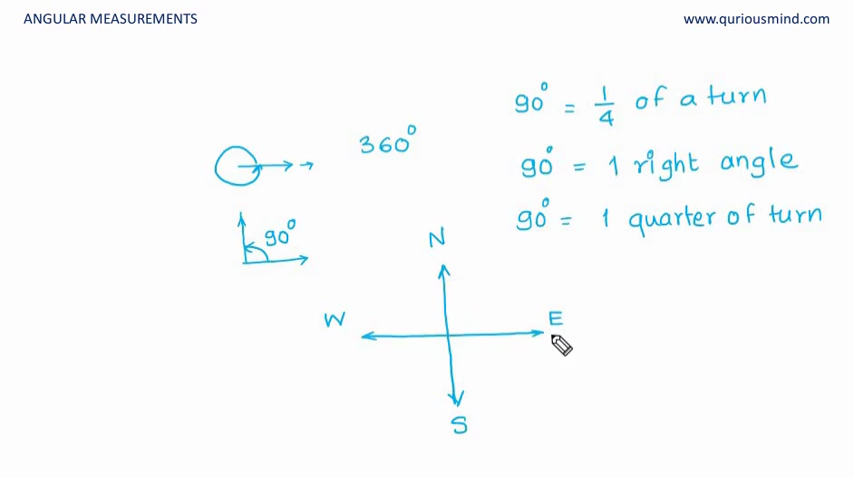 ANGULAR MEASUREMENTS
www.quriousmind.com
90° = 1/4 of a turn
360°
90° = 1 right angle
90° = 1 quarter of turn
90°
N
W
E
S